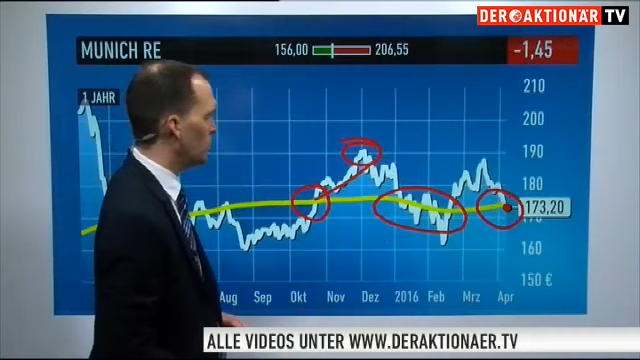 DER AKTIONÄR TV
MUNICH RE
156,00
206,55
-1,45
1 JAHR
210
200
190
180
173,20
170
160
150 €
Aug Sep Okt Nov Dez 2016 Feb Mrz Apr
ALLE VIDEOS UNTER WWW.DERAKTIONAER.TV